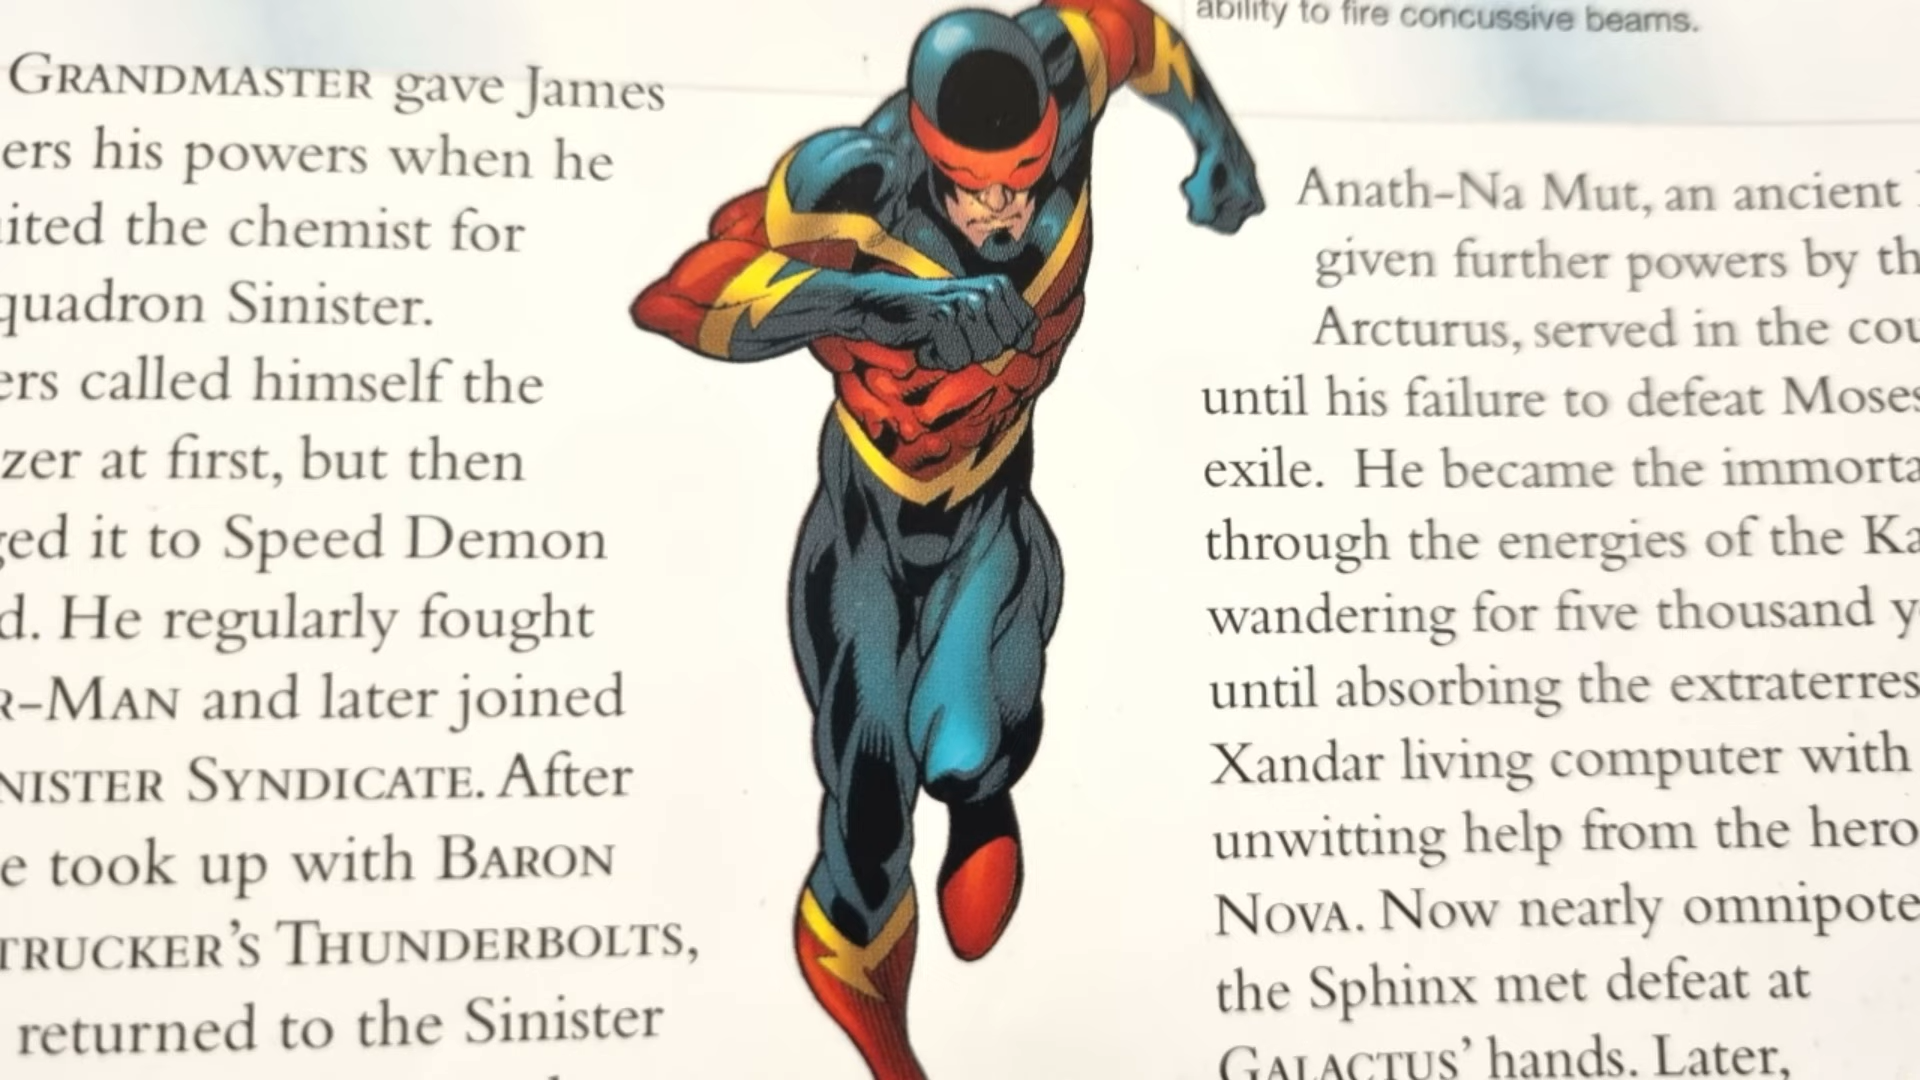 GRANDMASTER gave James
ers his powers when he
uited the chemist for
quadron Sinister.
ers called himself the
zer at first, but then
ged it to Speed Demon
d. He regularly fought
R-MAN and later joined
NISTER SYNDICATE. After
e took up with BARON
TRUCKER'S THUNDERBOLTS,
returned to the Sinister
ability to fire concussive beams.
Anath-Na Mut, an ancient
given further powers by th
Arcturus, served in the cou
until his failure to defeat Moses
exile. He became the immorta
through the energies of the Ka
wandering for five thousand y
until absorbing the extraterres
Xandar living computer with
unwitting help from the hero
NOVA. Now nearly omnipote
the Sphinx met defeat at
GALACTUS' hands. Later,